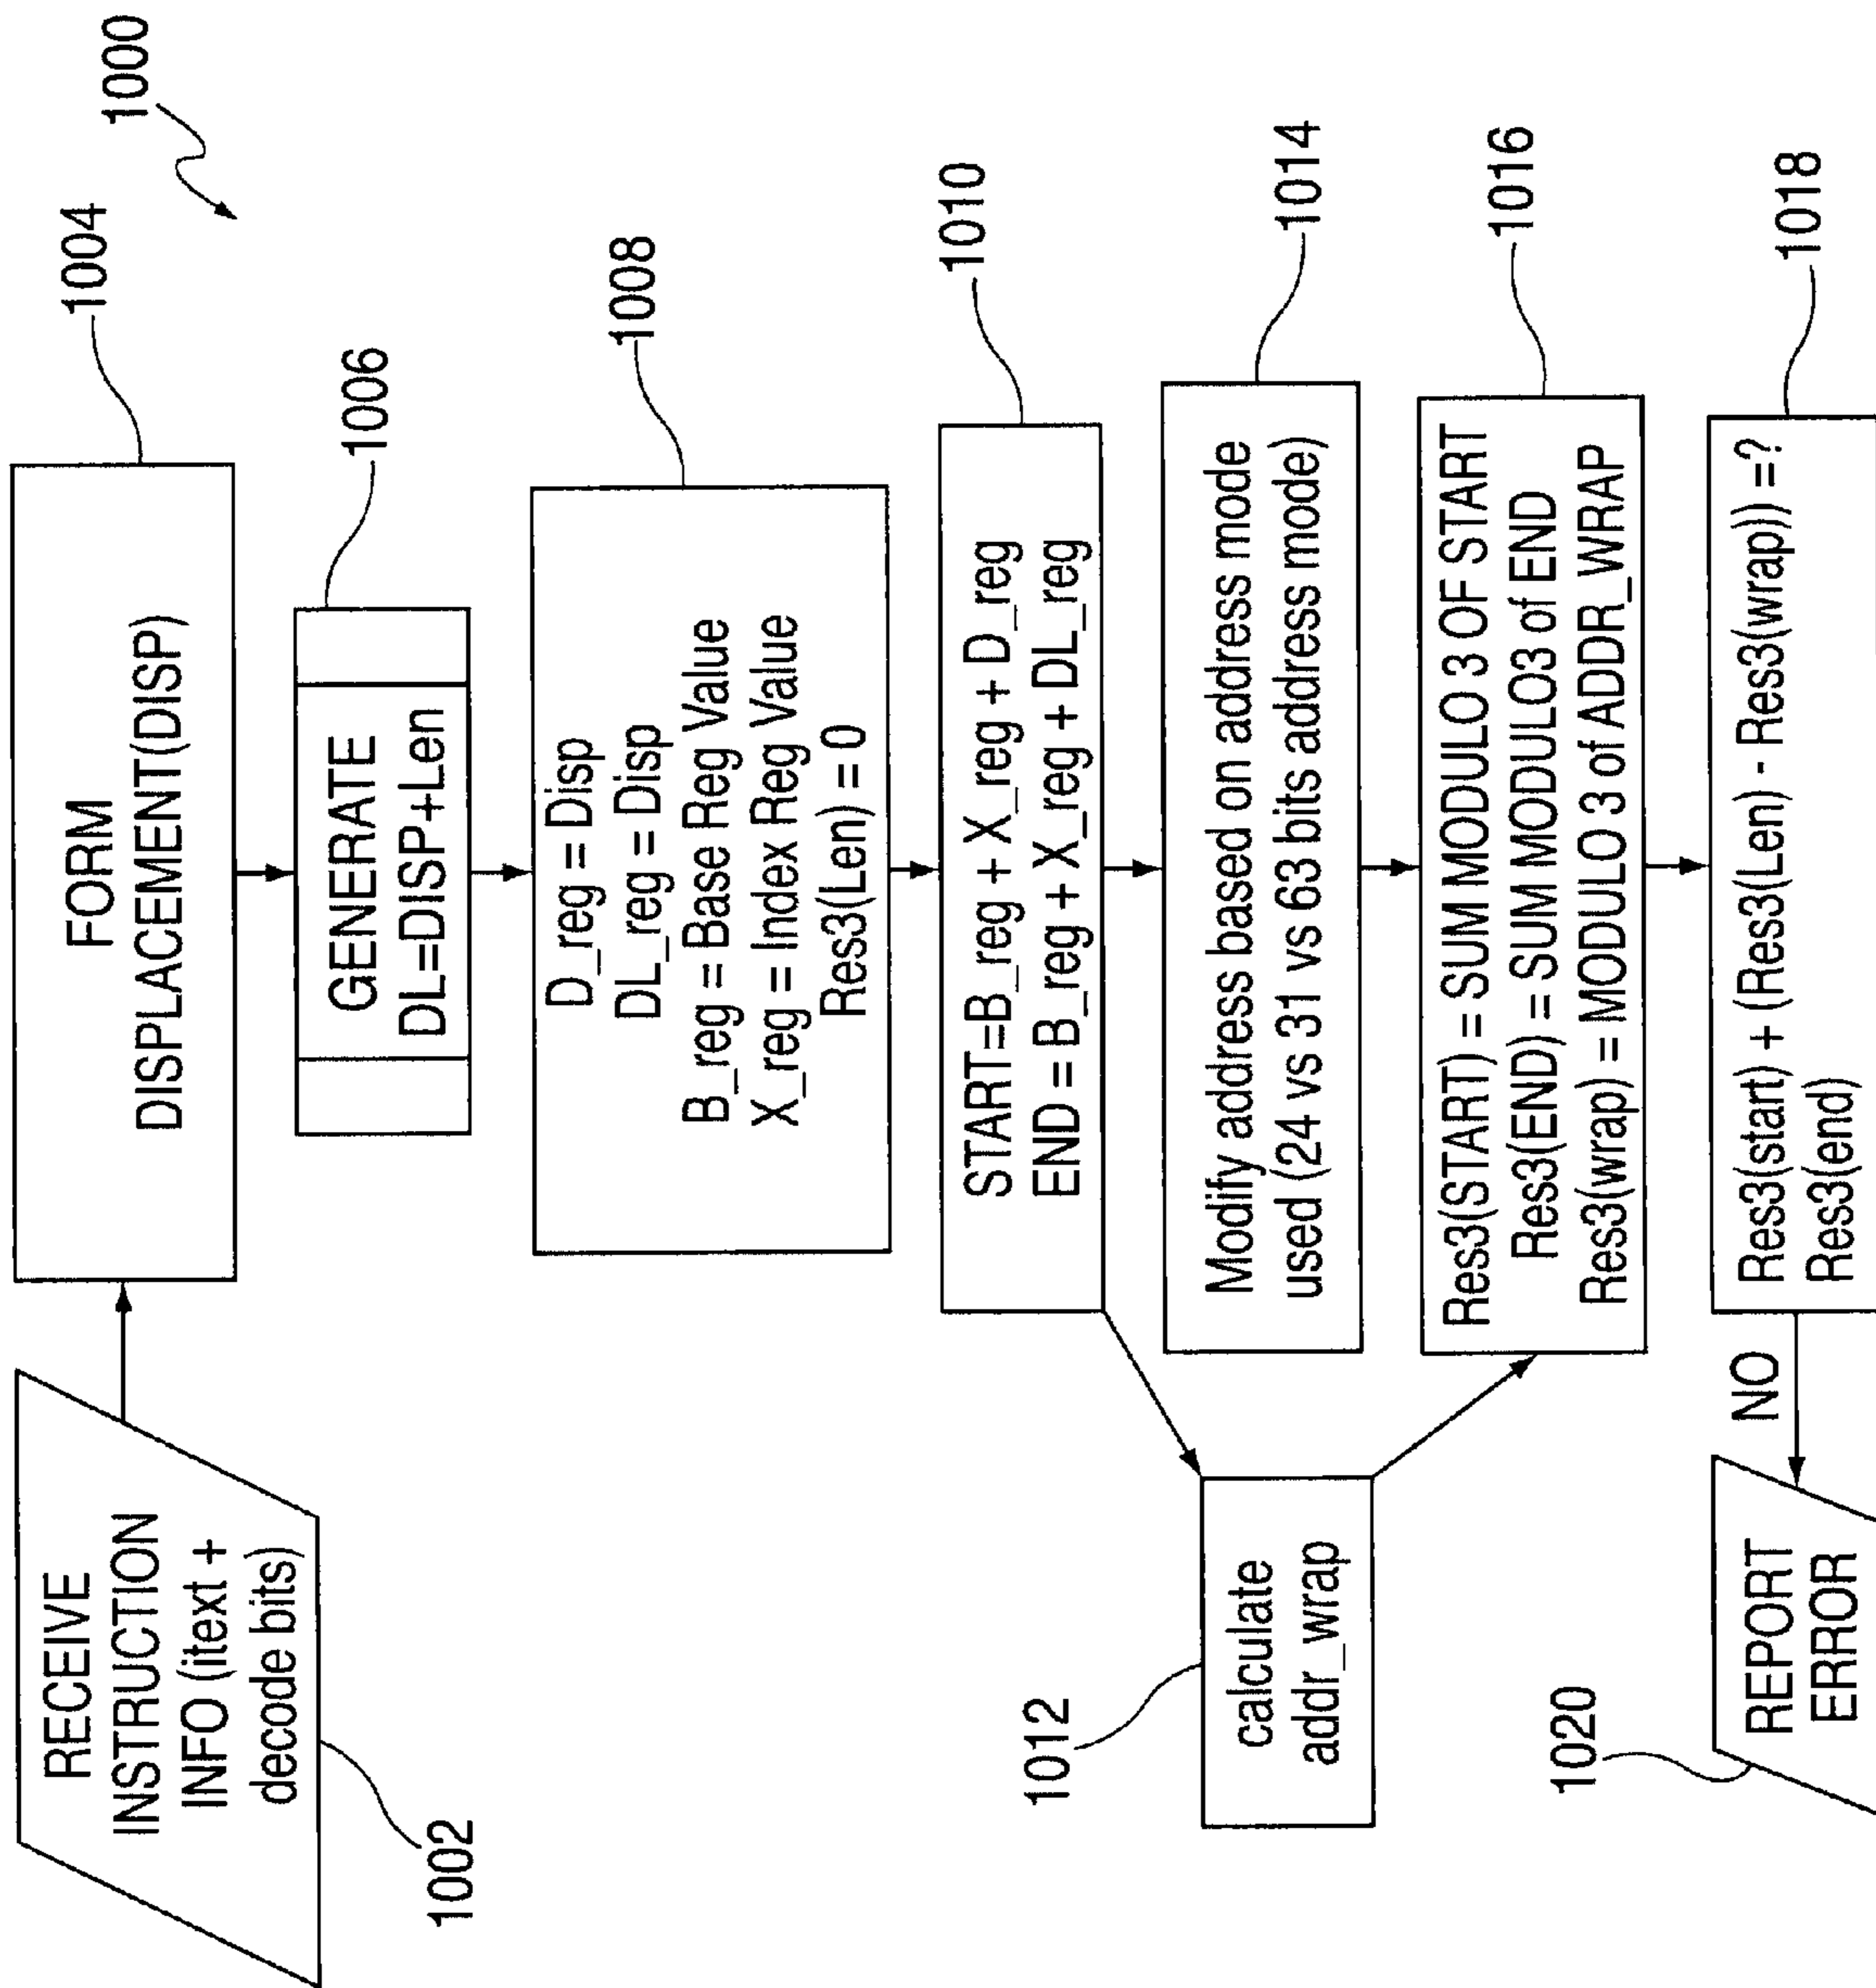 1000
RECEIVE
INSTRUCTION
INFO (itext +
decode bits)
1002
FORM
DISPLACEMENT(DISP)
1004
GENERATE
DL=DISP+Len
1006
D_reg = Disp
DL_reg = Disp
B_reg = Base Reg Value
X_reg = Index Reg Value
Res3(Len) = 0
1008
START=B_reg + X_reg + D_reg
END = B_reg + X_reg + DL_reg
1010
calculate
addr_wrap
1012
Modify address based on address mode
used (24 vs 31 vs 63 bits address mode)
1014
Res3(START) = SUM MODULO 3 OF START
Res3(END) = SUM MODULO3 of END
Res3(wrap) = MODULO 3 of ADDR_WRAP
1016
Res3(start) + (Res3(Len) - Res3(wrap)) =?
Res3(end)
1018
NO
REPORT
ERROR
1020